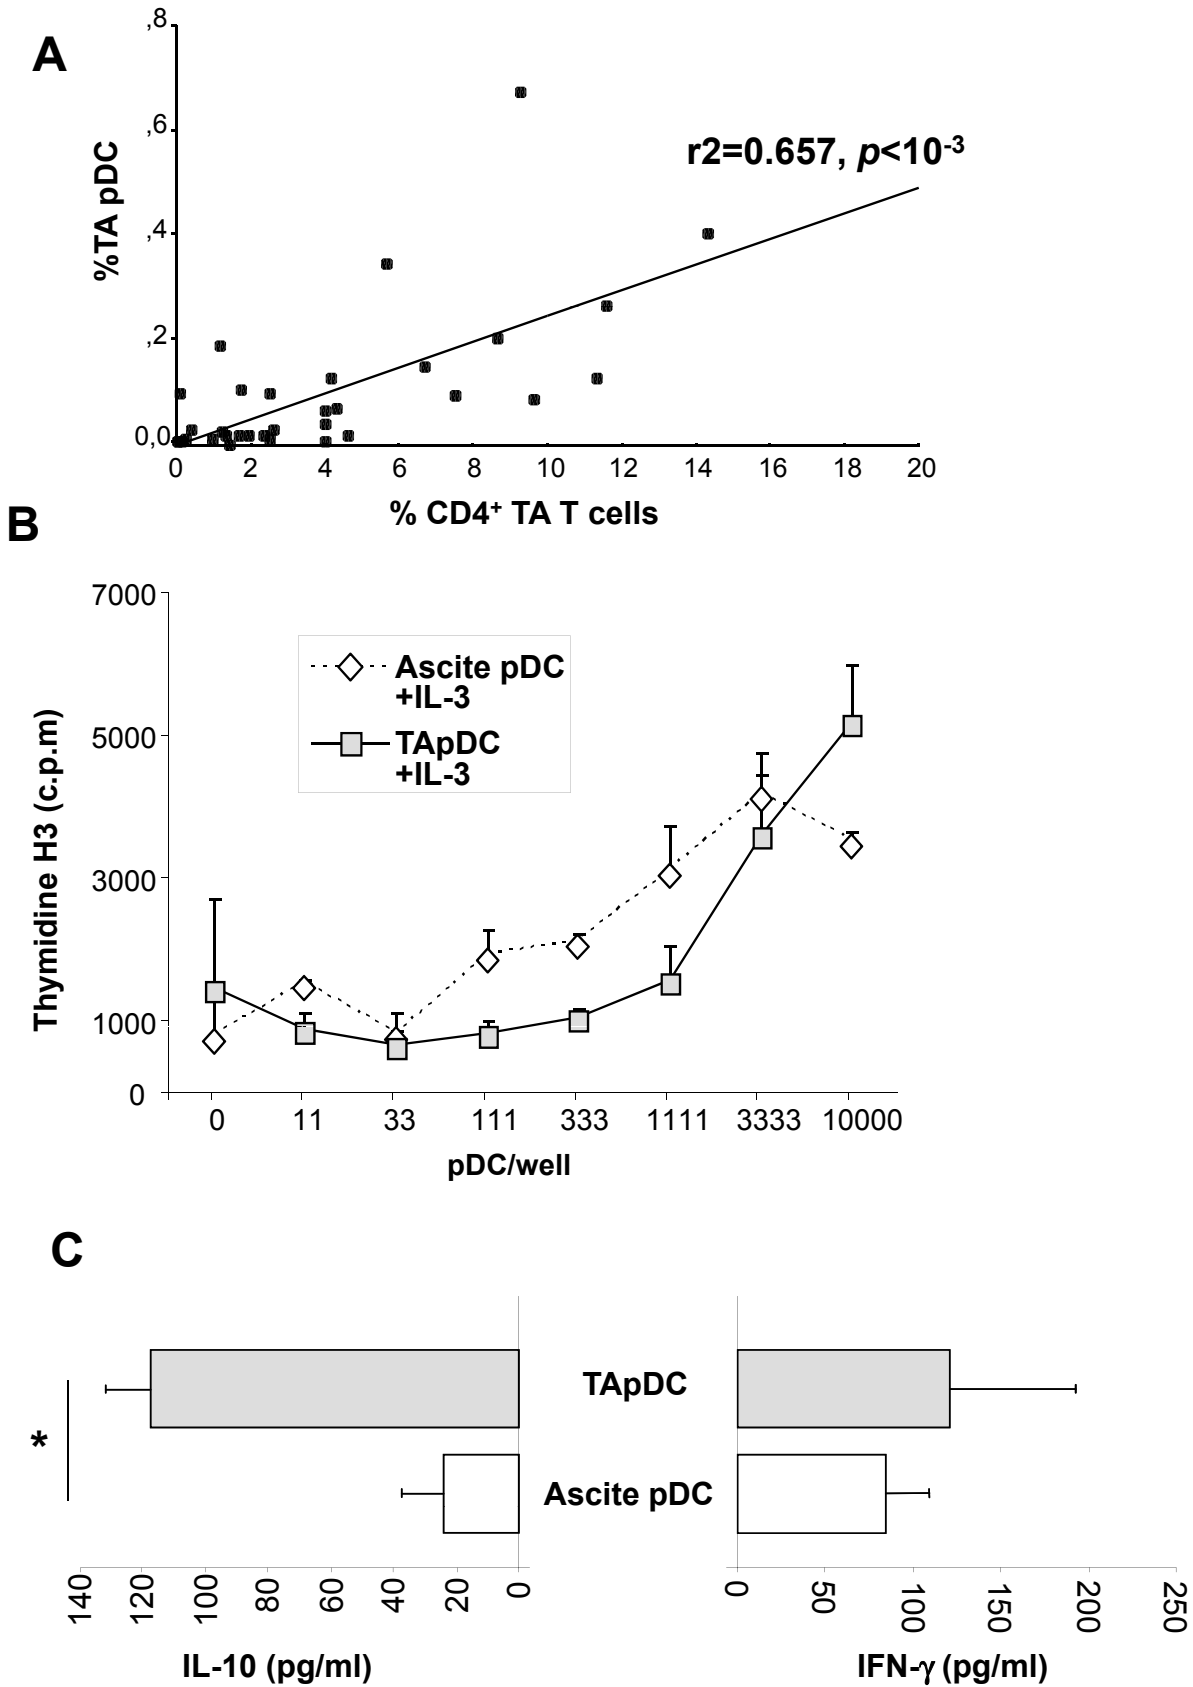 A
,8
,6
,4
,2
0,0
%TA pDC
r2=0.657, p<10-3
0 2 4 6 8 10 12 14 16 18 20
% CD4+ TA T cells
B
7000
5000
3000
1000
0
Thymidine H3 (c.p.m)
Ascite pDC
+IL-3
TApDC
+IL-3
0 11 33 111 333 1111 3333 10000
pDC/well
C
*
TApDC
Ascite pDC
140 120 100 80 60 40 20 0
IL-10 (pg/ml)
0 50 100 150 200 250
IFN-γ (pg/ml)